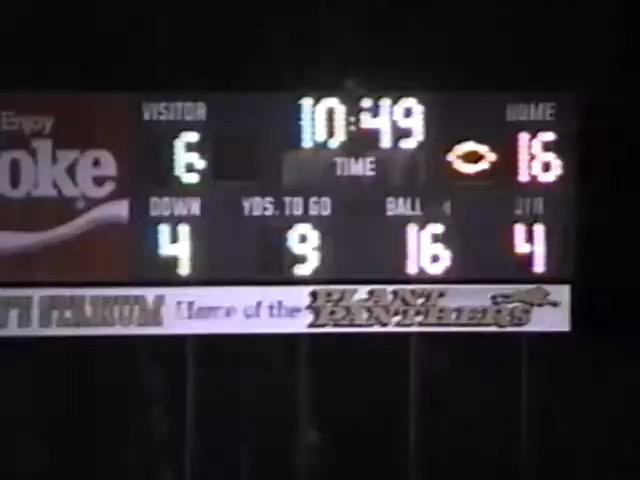 Enjoy
oke
VISITOR 10:49 HOME
6 TIME 16
DOWN YDS. TO GO BALL QTR
4 9 16 4
Home of the PLANT PANTHERS